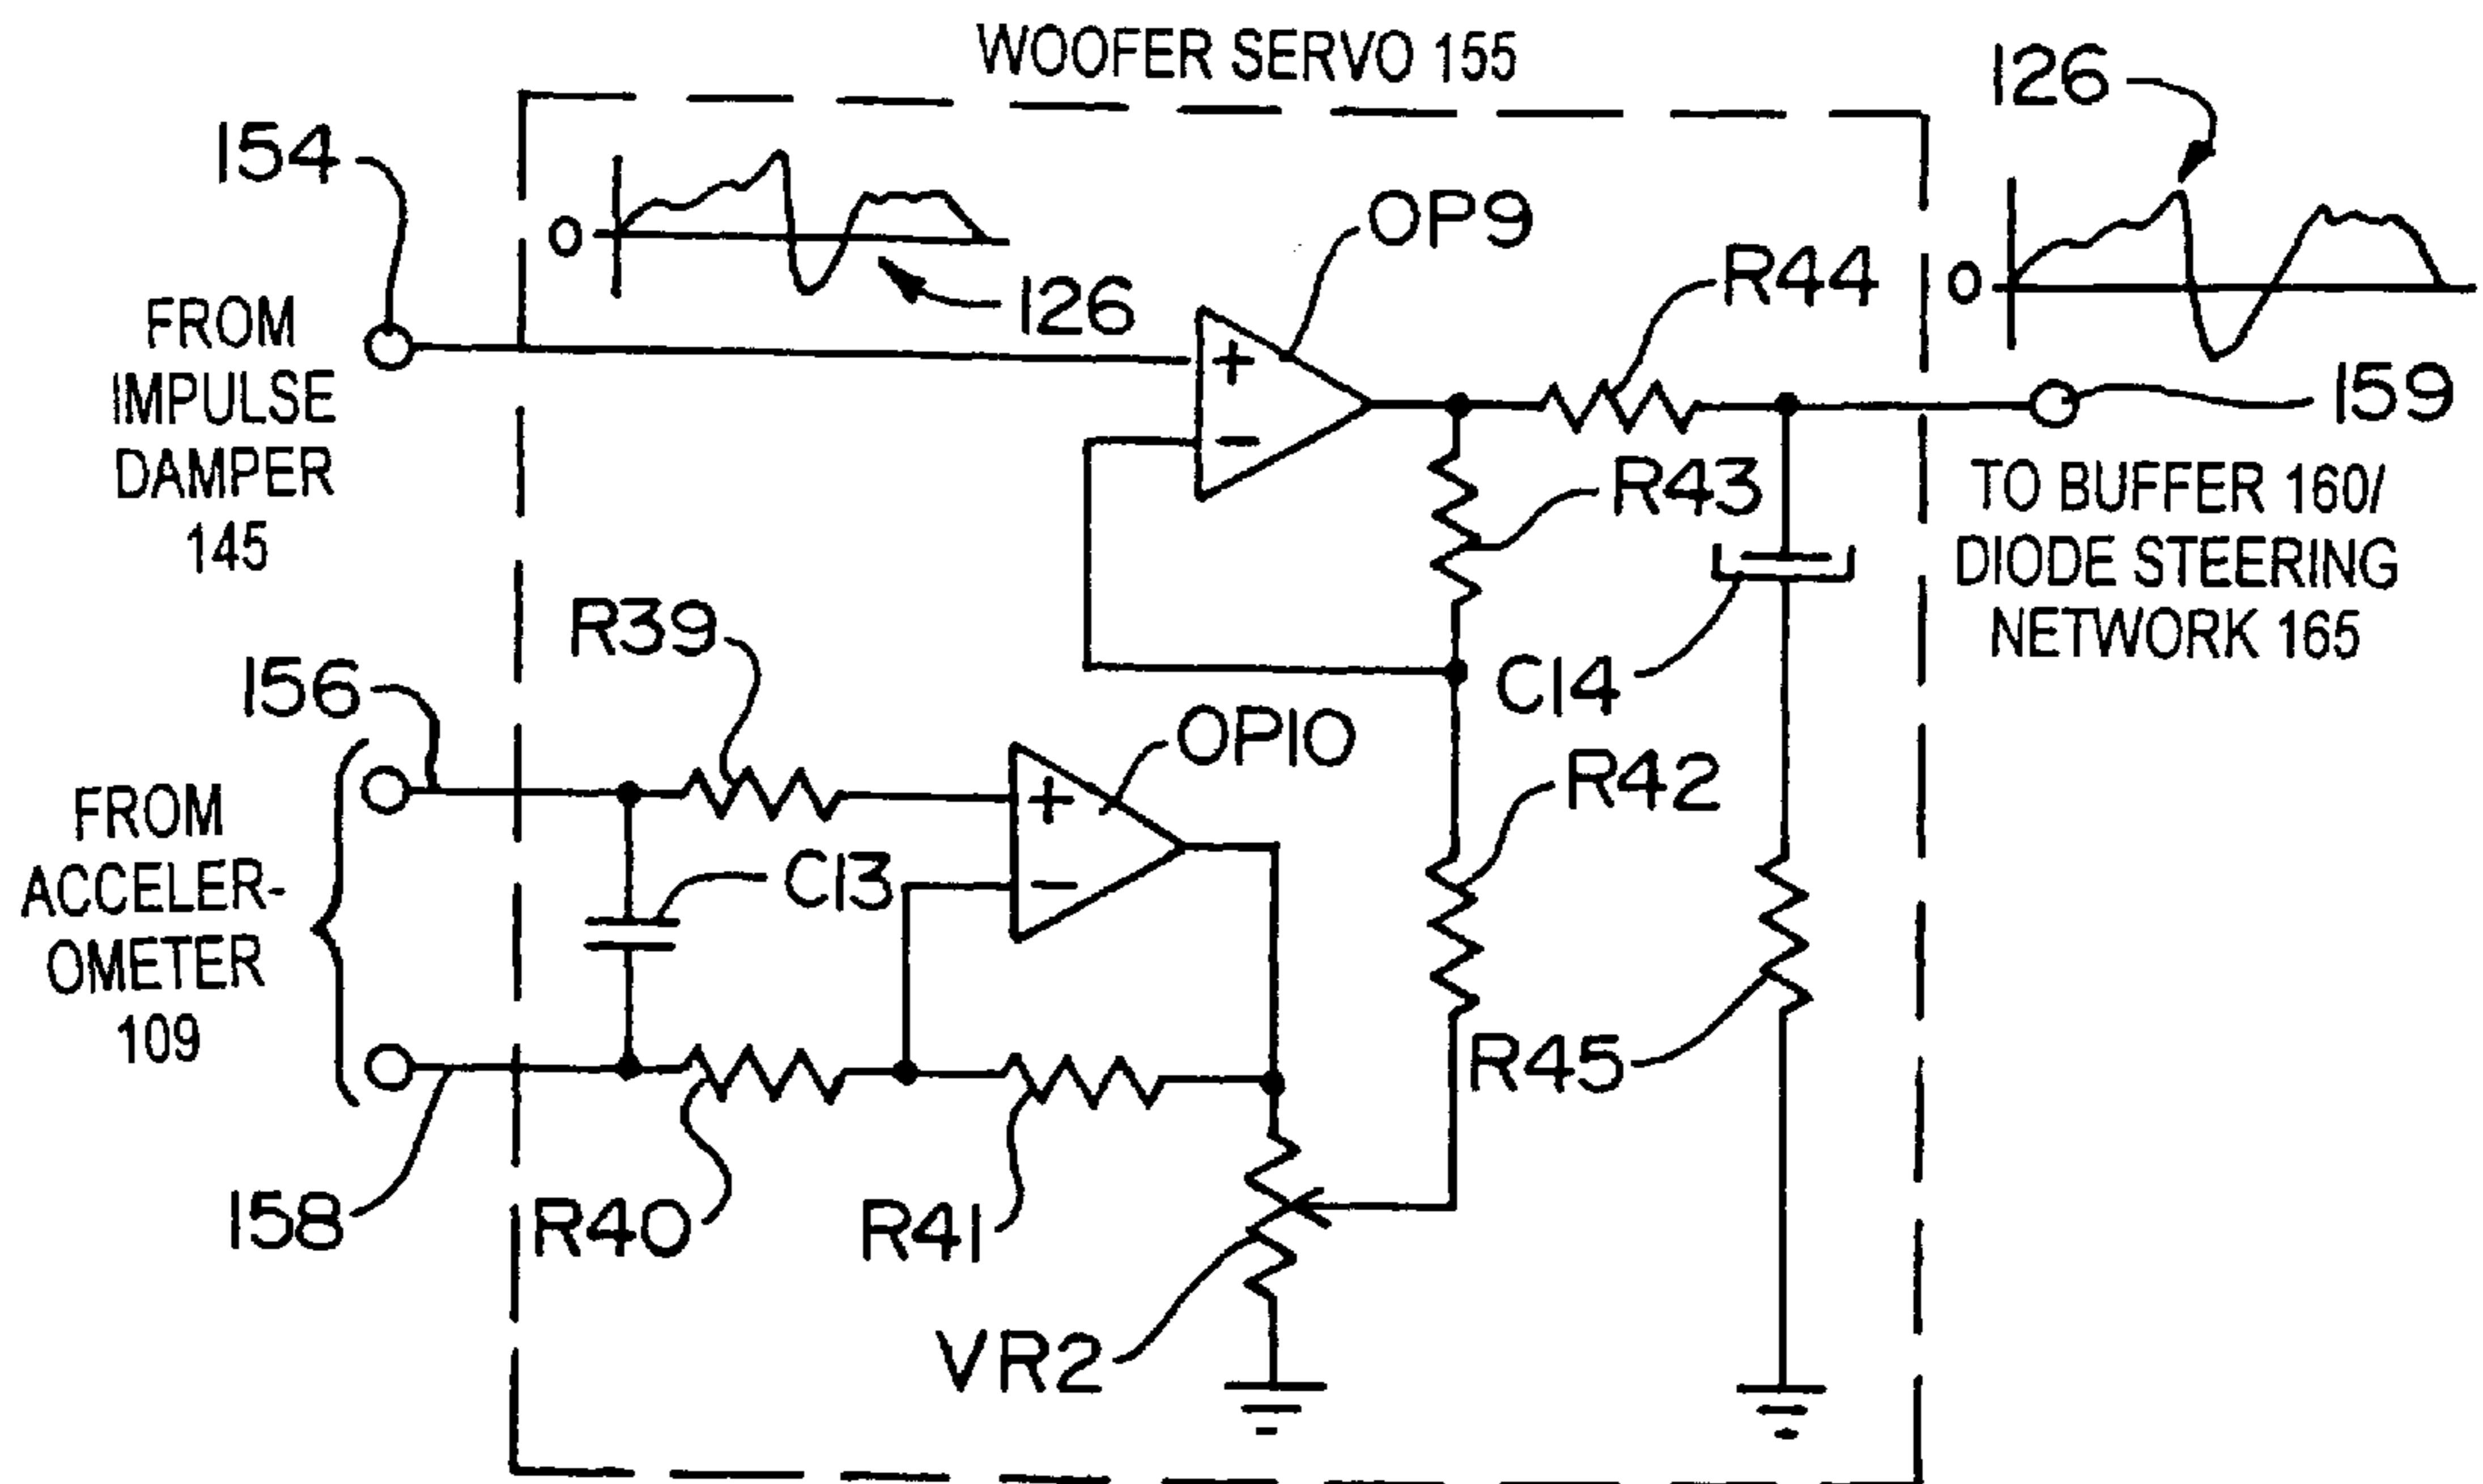 WOOFER SERVO 155
126
154
0
126
OP9
R44
0
159
FROM
IMPULSE
DAMPER
145
R43
TO BUFFER 160/
DIODE STEERING
NETWORK 165
+
−
R39
C14
156
OP10
R42
FROM
ACCELER-
OMETER
109
+
−
C13
R45
158
R40
R41
VR2